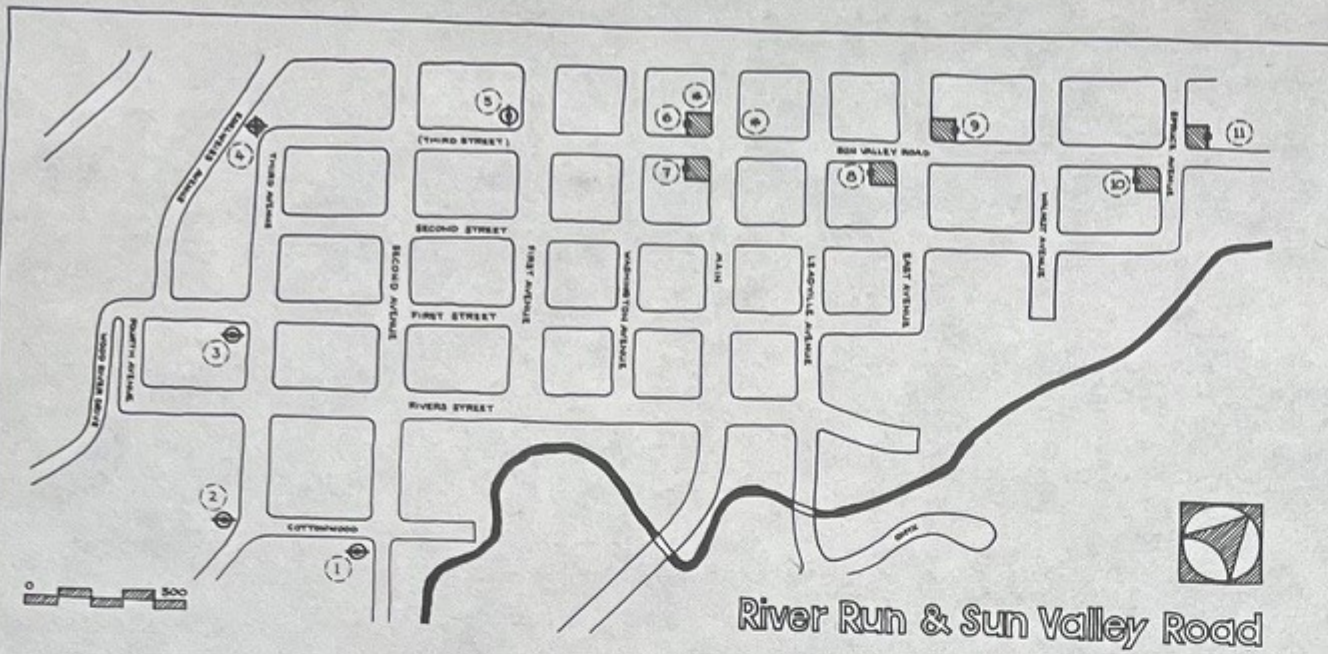 5
6
9
11
4
(THIRD STREET)
SUN VALLEY ROAD
7
8
10
THIRD AVENUE
SPRUCE AVENUE
WALNUT AVENUE
SECOND STREET
SECOND AVENUE
FIRST AVENUE
WASHINGTON AVENUE
MAIN
LEADVILLE AVENUE
EAST AVENUE
FIRST STREET
3
FOURTH AVENUE
WOOD RIVER DRIVE
RIVERS STREET
2
COTTONWOOD
1
ONYX
0 300
River Run & Sun Valley Road